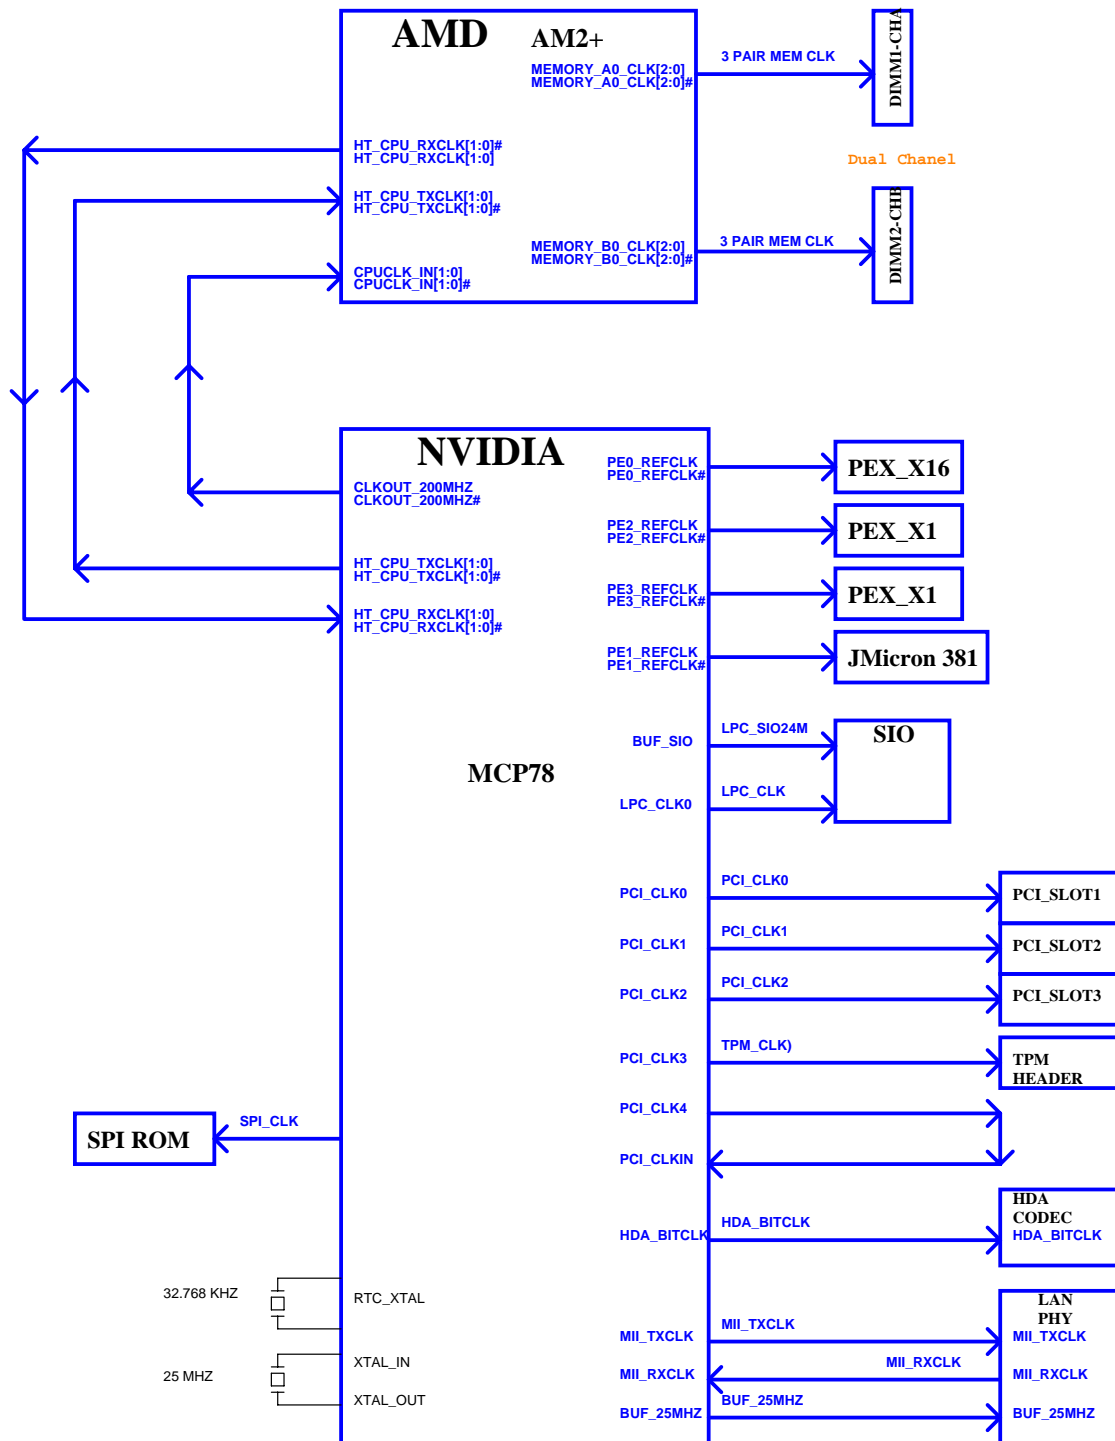 AMD AM2+
MEMORY_A0_CLK[2:0]
MEMORY_A0_CLK[2:0]#
3 PAIR MEM CLK
DIMM1-CHA
HT_CPU_RXCLK[1:0]#
HT_CPU_RXCLK[1:0]
Dual Chanel
HT_CPU_TXCLK[1:0]
HT_CPU_TXCLK[1:0]#
MEMORY_B0_CLK[2:0]
MEMORY_B0_CLK[2:0]#
3 PAIR MEM CLK
DIMM2-CHB
CPUCLK_IN[1:0]
CPUCLK_IN[1:0]#
NVIDIA
PE0_REFCLK
PE0_REFCLK#
PEX_X16
CLKOUT_200MHZ
CLKOUT_200MHZ#
PE2_REFCLK
PE2_REFCLK#
PEX_X1
HT_CPU_TXCLK[1:0]
HT_CPU_TXCLK[1:0]#
PE3_REFCLK
PE3_REFCLK#
PEX_X1
HT_CPU_RXCLK[1:0]
HT_CPU_RXCLK[1:0]#
PE1_REFCLK
PE1_REFCLK#
JMicron 381
BUF_SIO
LPC_SIO24M
SIO
MCP78
LPC_CLK0
LPC_CLK
PCI_CLK0
PCI_CLK0
PCI_SLOT1
PCI_CLK1
PCI_CLK1
PCI_SLOT2
PCI_CLK2
PCI_CLK2
PCI_SLOT3
PCI_CLK3
TPM_CLK)
TPM
HEADER
PCI_CLK4
SPI ROM
SPI_CLK
PCI_CLKIN
HDA_BITCLK
HDA_BITCLK
HDA
CODEC
HDA_BITCLK
32.768 KHZ
RTC_XTAL
LAN
PHY
MII_TXCLK
MII_TXCLK
MII_TXCLK
25 MHZ
XTAL_IN
XTAL_OUT
MII_RXCLK
MII_RXCLK
MII_RXCLK
BUF_25MHZ
BUF_25MHZ
BUF_25MHZ